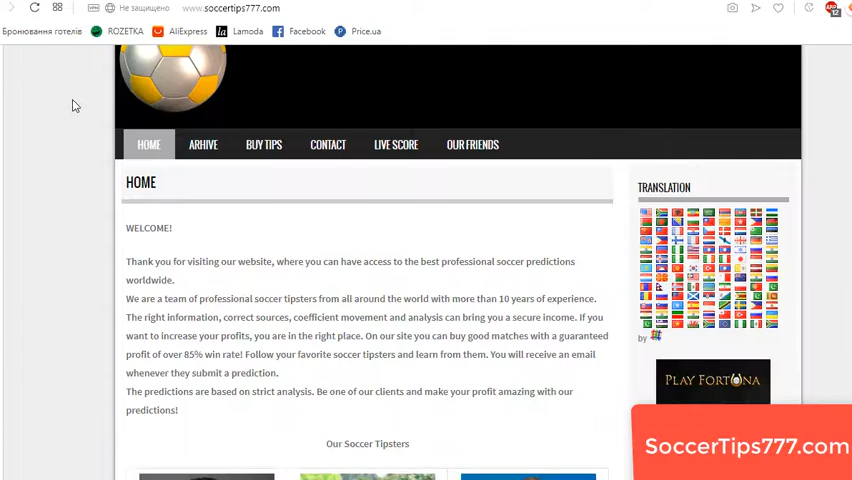 Не защищено
www.soccertips777.com
Бронювання готелів
ROZETKA
AliExpress
Lamoda
Facebook
Price.ua
HOME
ARHIVE
BUY TIPS
CONTACT
LIVE SCORE
OUR FRIENDS
HOME
WELCOME!
Thank you for visiting our website, where you can have access to the best professional soccer predictions
worldwide.
We are a team of professional soccer tipsters from all around the world with more than 10 years of experience.
The right information, correct sources, coefficient movement and analysis can bring you a secure income. If you
want to increase your profits, you are in the right place. On our site you can buy good matches with a guaranteed
profit of over 85% win rate! Follow your favorite soccer tipsters and learn from them. You will receive an email
whenever they submit a prediction.
The predictions are based on strict analysis. Be one of our clients and make your profit amazing with our
predictions!
Our Soccer Tipsters
TRANSLATION
by
PLAY FORTUNA
SoccerTips777.com